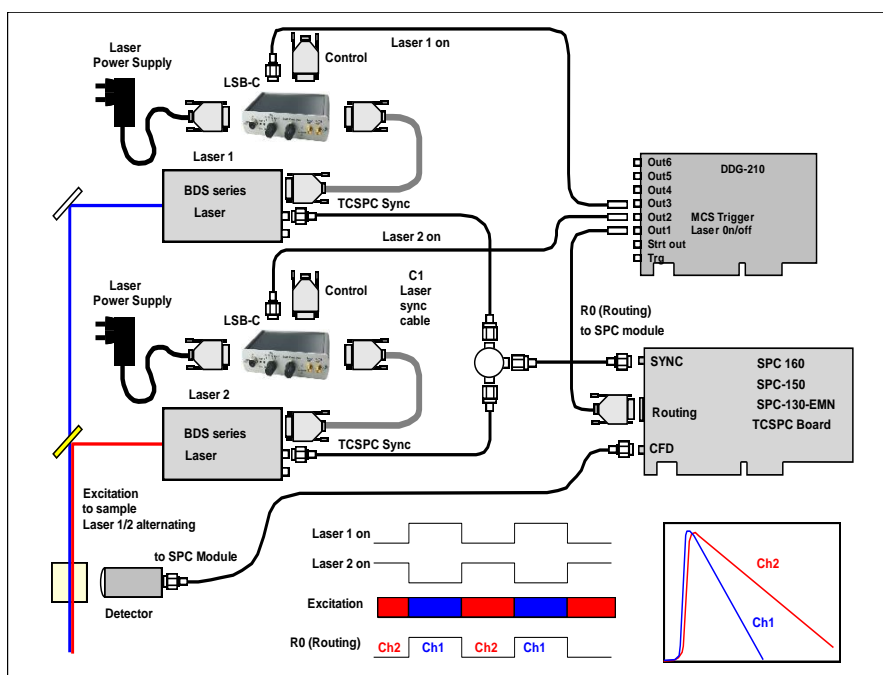 Laser
Power Supply
LSB-C
Laser 1 on
Control
Laser 1
BDS series
Laser
TCSPC Sync
Out6
Out5
Out4
Out3
Out2
Out1
Strt out
Trg
DDG-210
MCS Trigger
Laser 0n/off
Laser 2 on
Laser
Power Supply
LSB-C
Control
C1
Laser
sync
cable
R0 (Routing)
to SPC module
Laser 2
BDS series
Laser
TCSPC Sync
SYNC
Routing
CFD
SPC 160
SPC-150
SPC-130-EMN
TCSPC Board
Excitation
to sample
Laser 1/2 alternating
to SPC Module
Detector
Laser 1 on
Laser 2 on
Excitation
R0 (Routing)
Ch2 Ch1 Ch2 Ch1
Ch2
Ch1